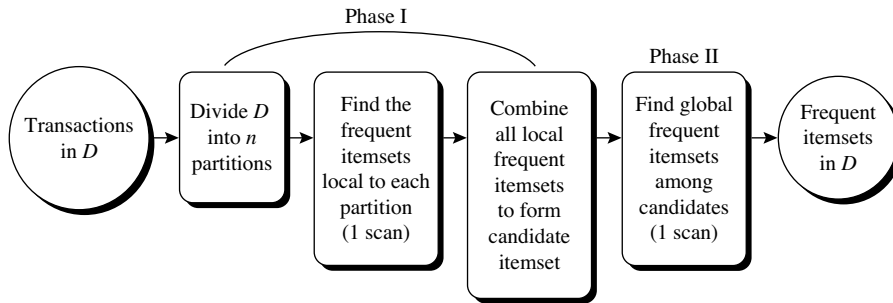 Phase I
Phase II
Transactions
in D
Divide D
into n
partitions
Find the
frequent
itemsets
local to each
partition
(1 scan)
Combine
all local
frequent
itemsets
to form
candidate
itemset
Find global
frequent
itemsets
among
candidates
(1 scan)
Frequent
itemsets
in D